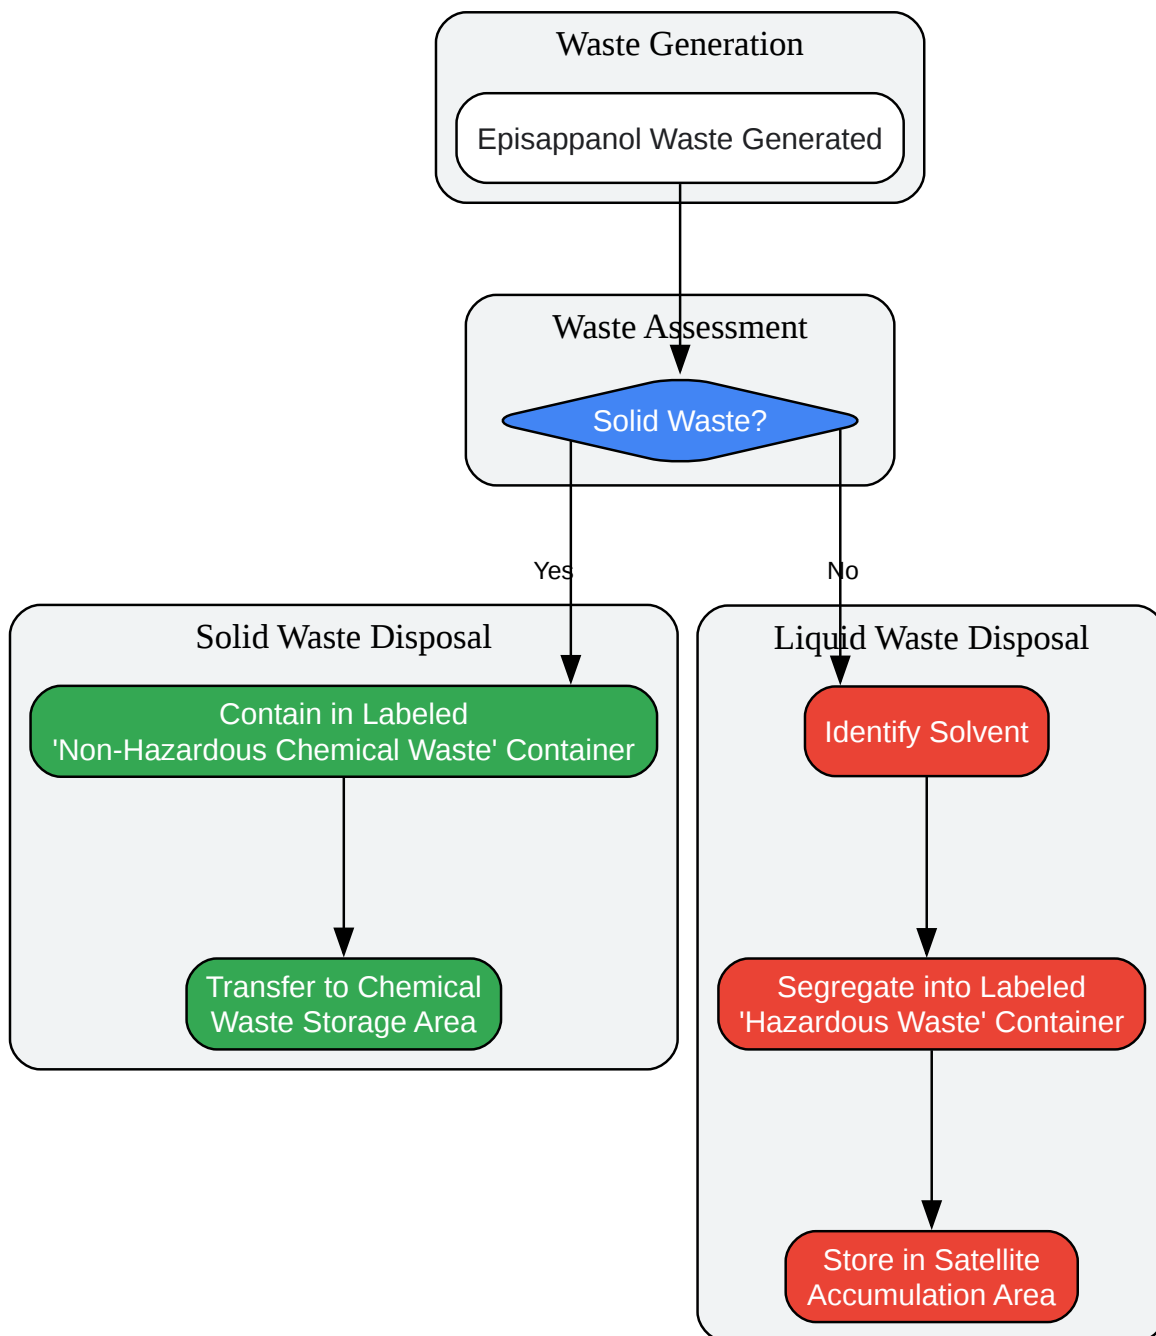 Waste Generation
Episappanol Waste Generated
Waste Assessment
Solid Waste?
Yes
No
Solid Waste Disposal
Contain in Labeled
'Non-Hazardous Chemical Waste' Container
Transfer to Chemical
Waste Storage Area
Liquid Waste Disposal
Identify Solvent
Segregate into Labeled
'Hazardous Waste' Container
Store in Satellite
Accumulation Area